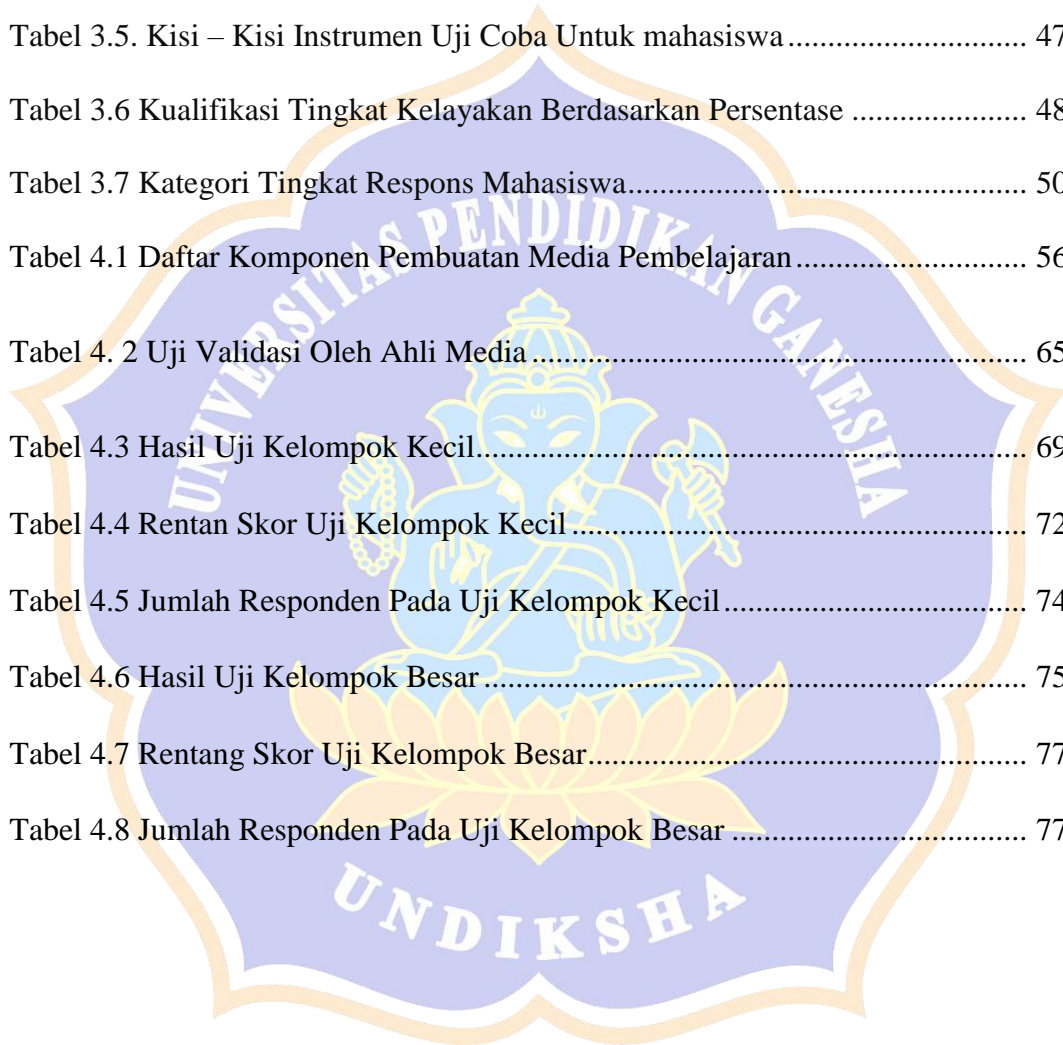 Tabel 3.5. Kisi – Kisi Instrumen Uji Coba Untuk mahasiswa ............................ 47
Tabel 3.6 Kualifikasi Tingkat Kelayakan Berdasarkan Persentase .................... 48
Tabel 3.7 Kategori Tingkat Respons Mahasiswa.............................................. 50
Tabel 4.1 Daftar Komponen Pembuatan Media Pembelajaran .......................... 56
Tabel 4. 2 Uji Validasi Oleh Ahli Media ......................................................... 65
Tabel 4.3 Hasil Uji Kelompok Kecil............................................................... 69
Tabel 4.4 Rentan Skor Uji Kelompok Kecil .................................................... 72
Tabel 4.5 Jumlah Responden Pada Uji Kelompok Kecil .................................. 74
Tabel 4.6 Hasil Uji Kelompok Besar .............................................................. 75
Tabel 4.7 Rentang Skor Uji Kelompok Besar.................................................. 77
Tabel 4.8 Jumlah Responden Pada Uji Kelompok Besar ................................. 77
UNIVERSITAS PENDIDIKAN GANESHA
UNDIKSHA